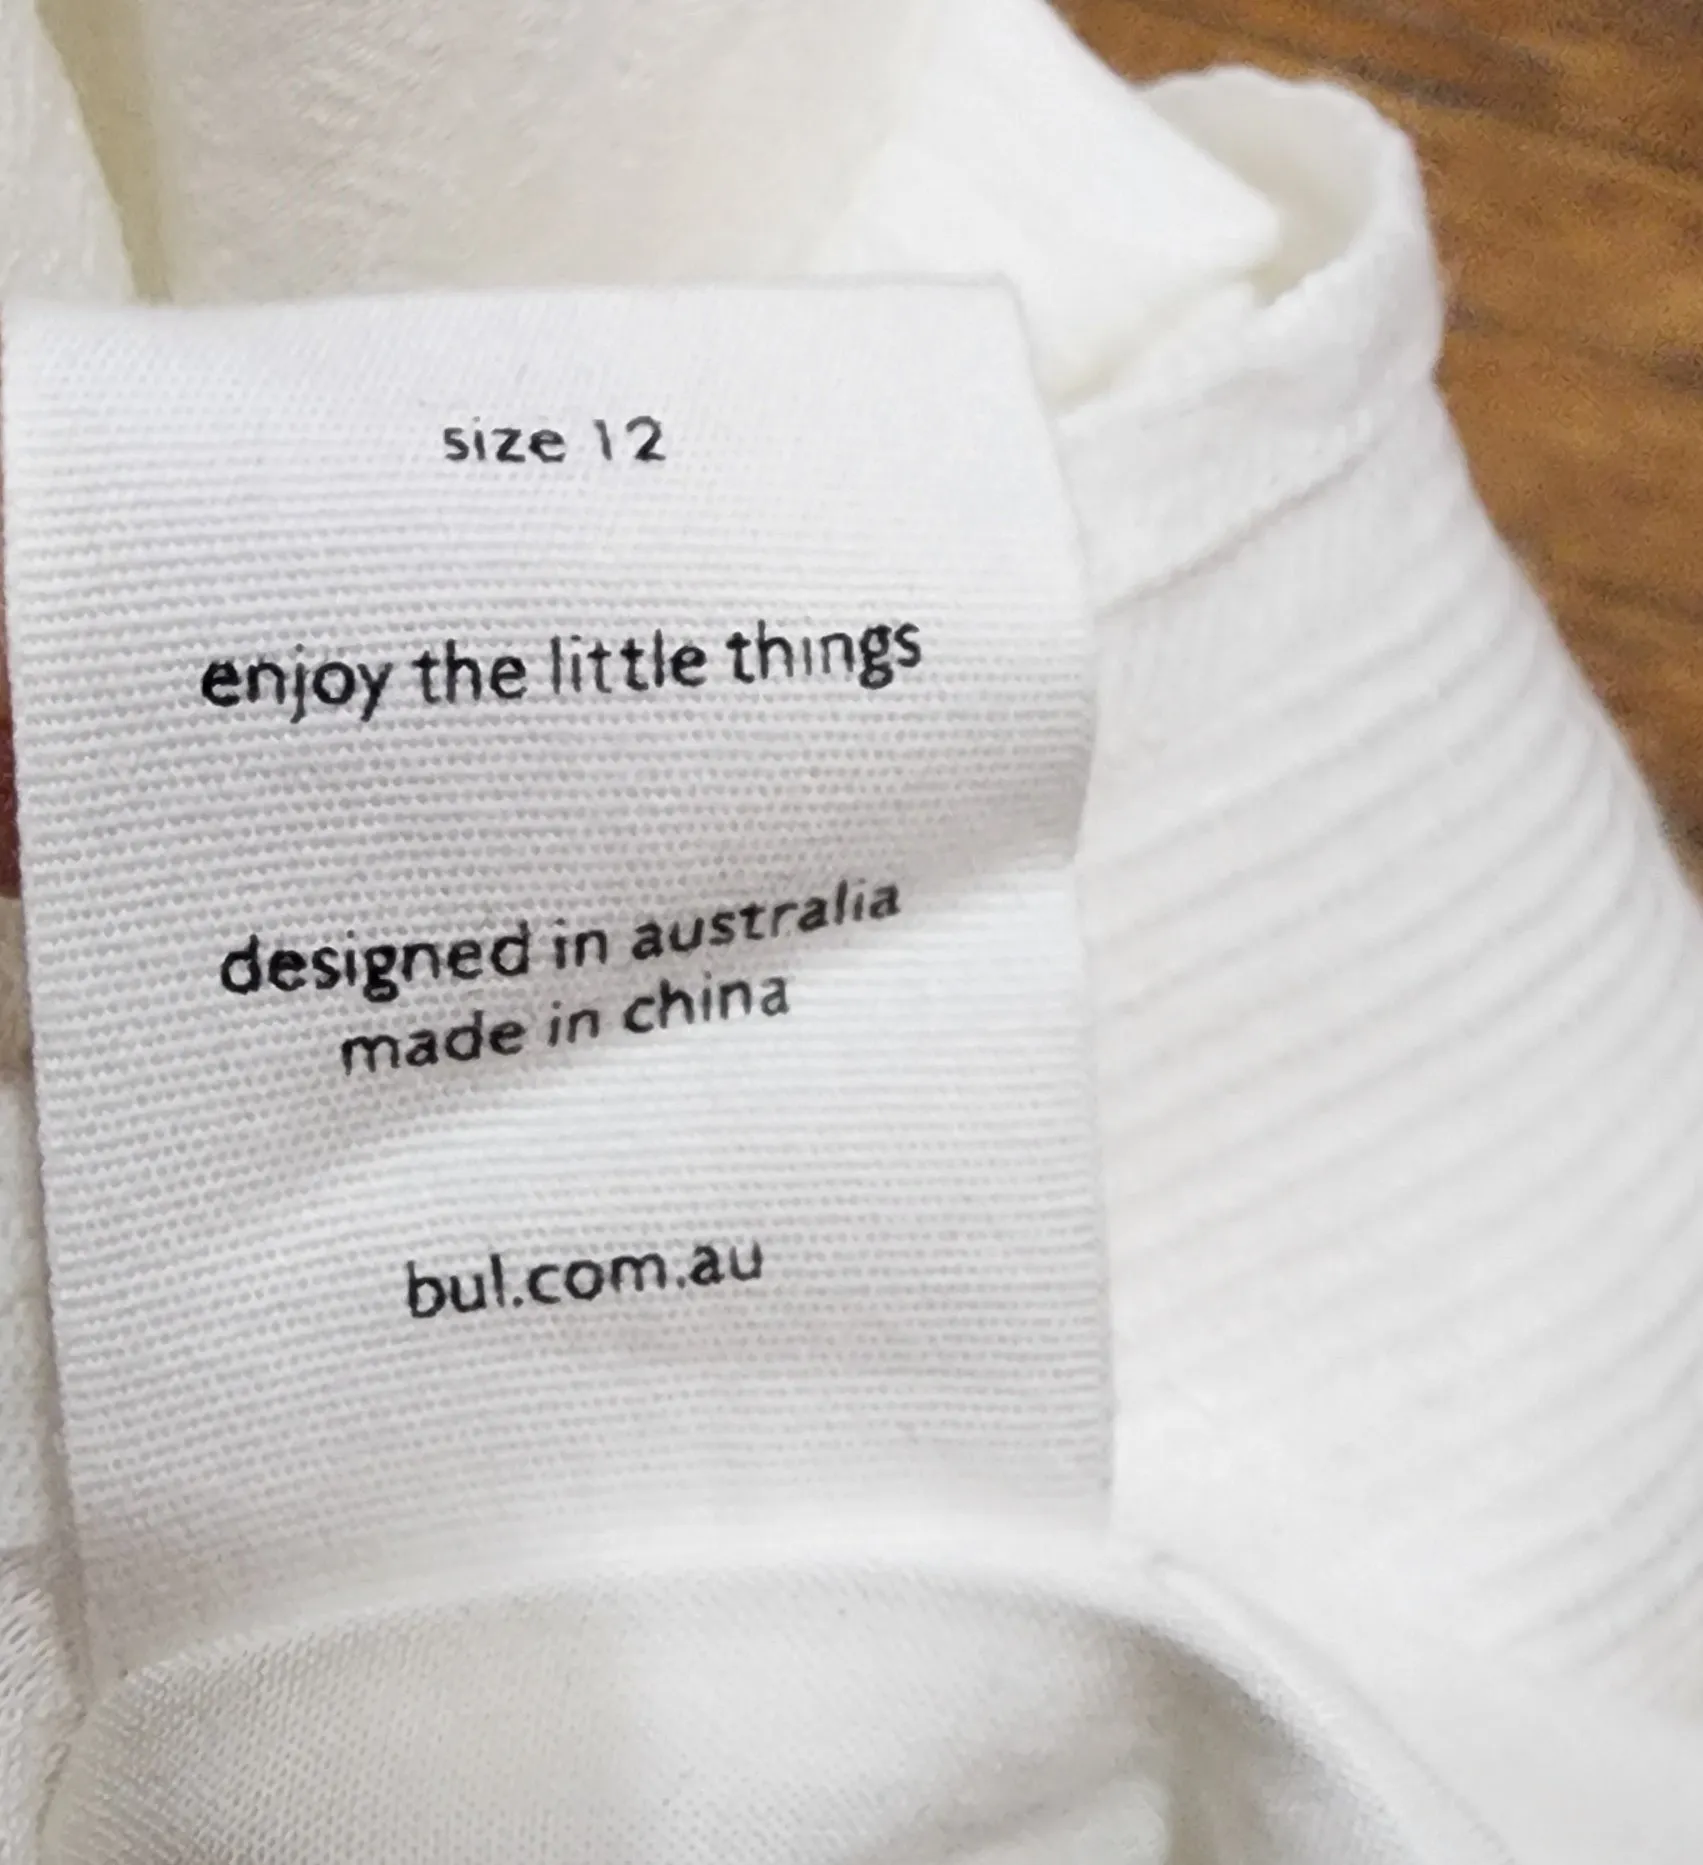 size 12
enjoy the little things
designed in australia
made in china
bul.com.au